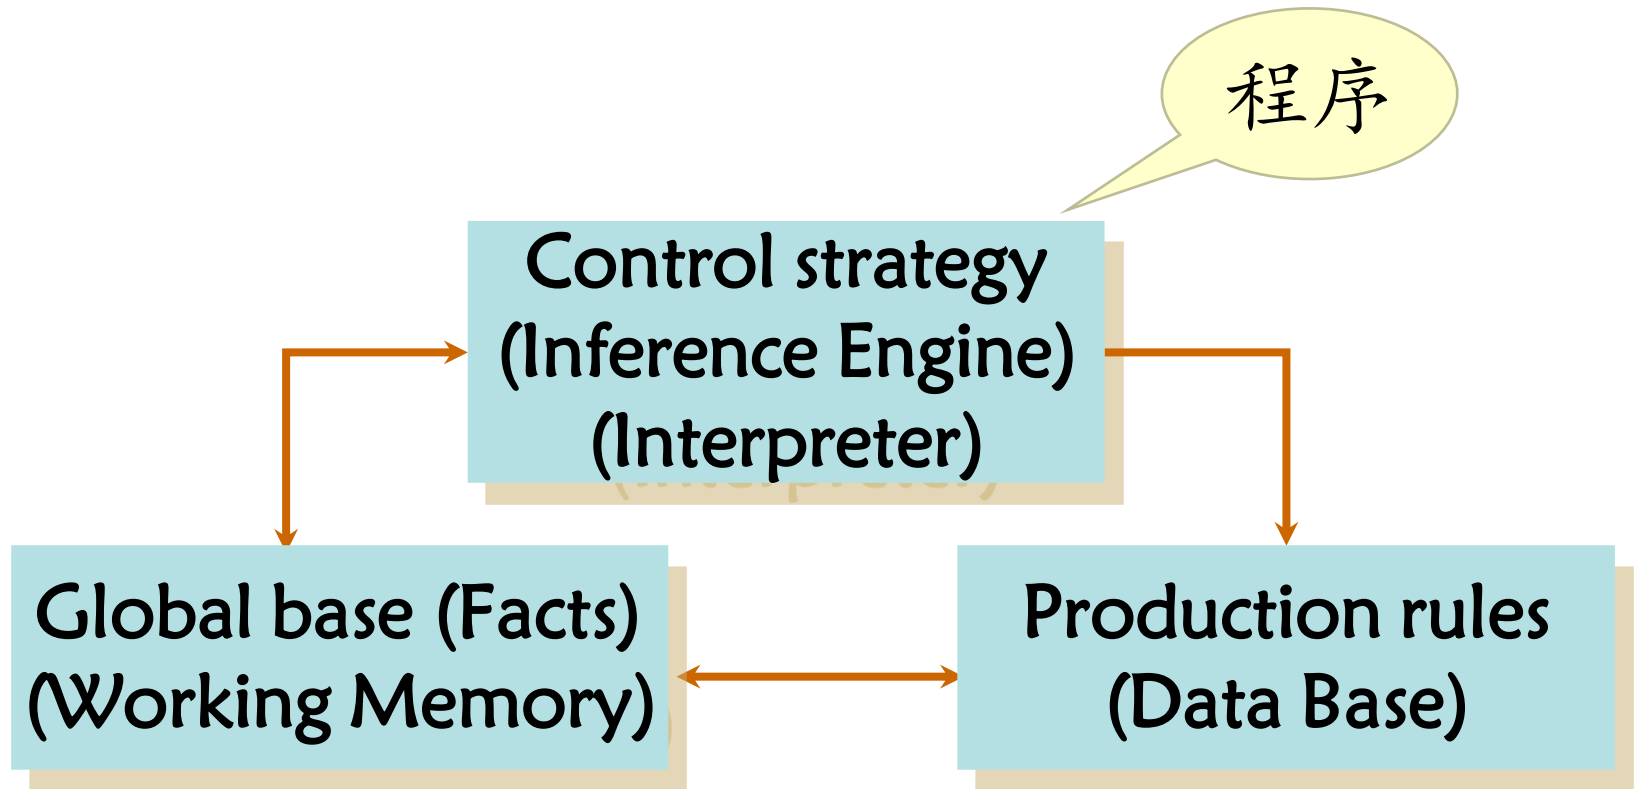 程序
Control strategy
(Inference Engine)
(Interpreter)
Global base (Facts)
(Working Memory)
Production rules
(Data Base)